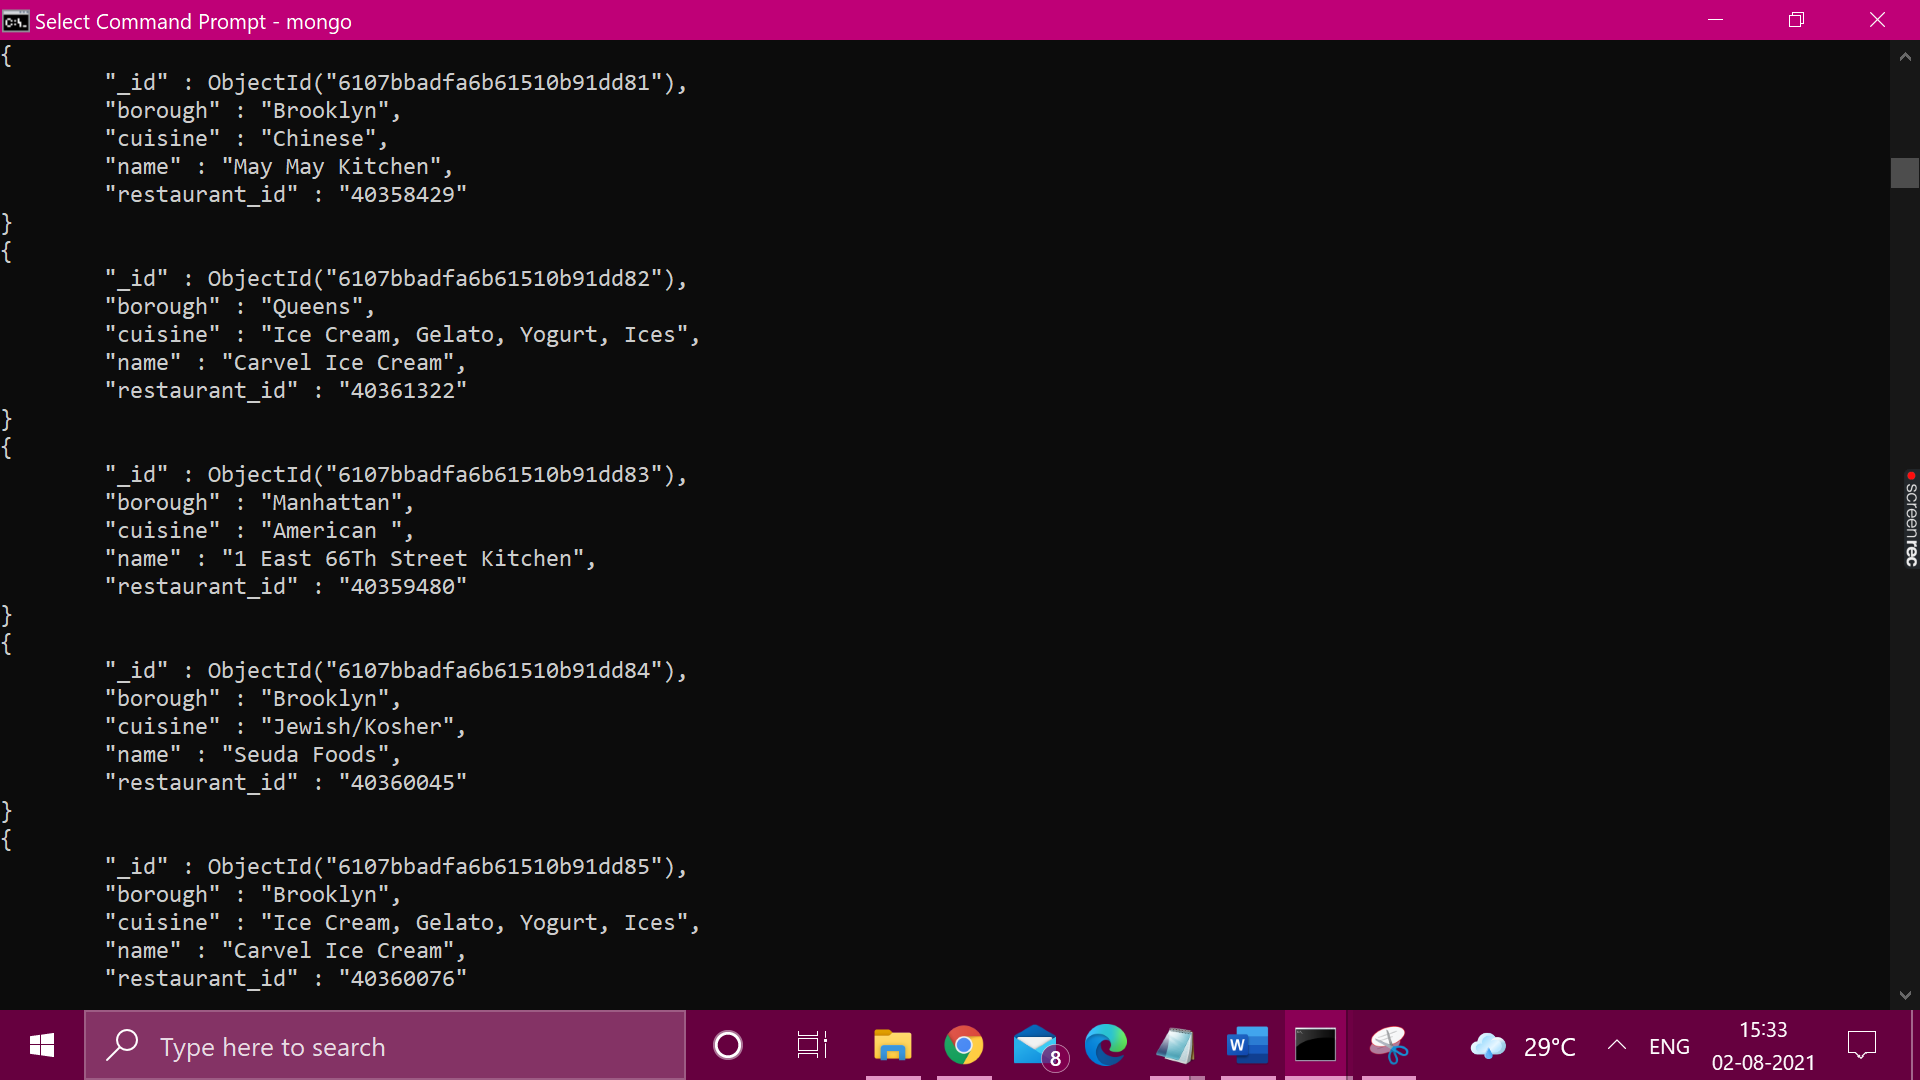 Select Command Prompt - mongo
{
"_id" : ObjectId("6107bbadfa6b61510b91dd81"),
"borough" : "Brooklyn",
"cuisine" : "Chinese",
"name" : "May May Kitchen",
"restaurant_id" : "40358429"
}
{
"_id" : ObjectId("6107bbadfa6b61510b91dd82"),
"borough" : "Queens",
"cuisine" : "Ice Cream, Gelato, Yogurt, Ices",
"name" : "Carvel Ice Cream",
"restaurant_id" : "40361322"
}
{
"_id" : ObjectId("6107bbadfa6b61510b91dd83"),
"borough" : "Manhattan",
"cuisine" : "American ",
"name" : "1 East 66Th Street Kitchen",
"restaurant_id" : "40359480"
}
{
"_id" : ObjectId("6107bbadfa6b61510b91dd84"),
"borough" : "Brooklyn",
"cuisine" : "Jewish/Kosher",
"name" : "Seuda Foods",
"restaurant_id" : "40360045"
}
{
"_id" : ObjectId("6107bbadfa6b61510b91dd85"),
"borough" : "Brooklyn",
"cuisine" : "Ice Cream, Gelato, Yogurt, Ices",
"name" : "Carvel Ice Cream",
"restaurant_id" : "40360076"
screenrec
Type here to search
8
W
29°C
ENG
15:33
02-08-2021